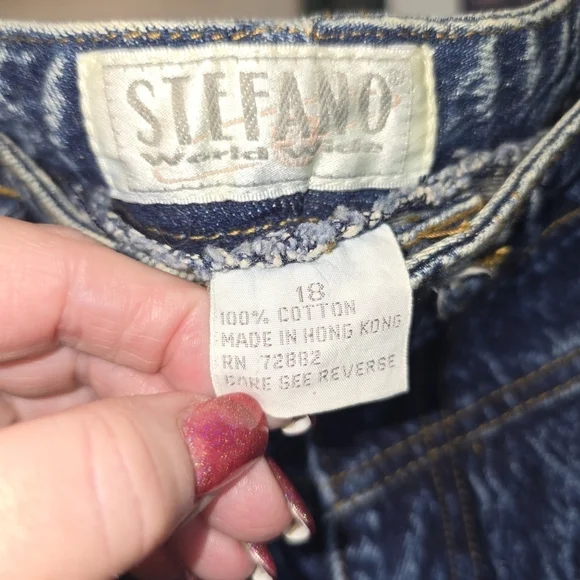 STEFANO
World Wide
18
100% COTTON
MADE IN HONG KONG
RN 72882
CARE SEE REVERSE